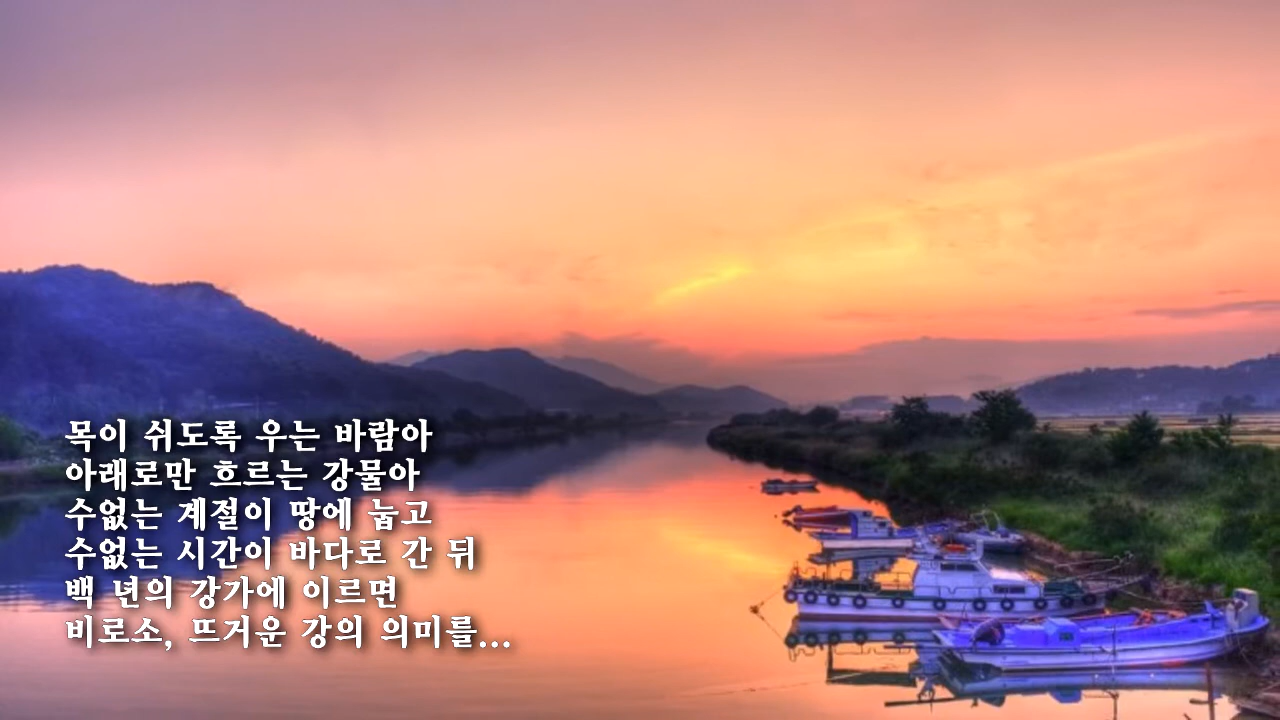 목이 쉬도록 우는 바람아
아래로만 흐르는 강물아
수없는 계절이 땅에 눕고
수없는 시간이 바다로 간 뒤
백 년의 강가에 이르면
비로소, 뜨거운 강의 의미를...